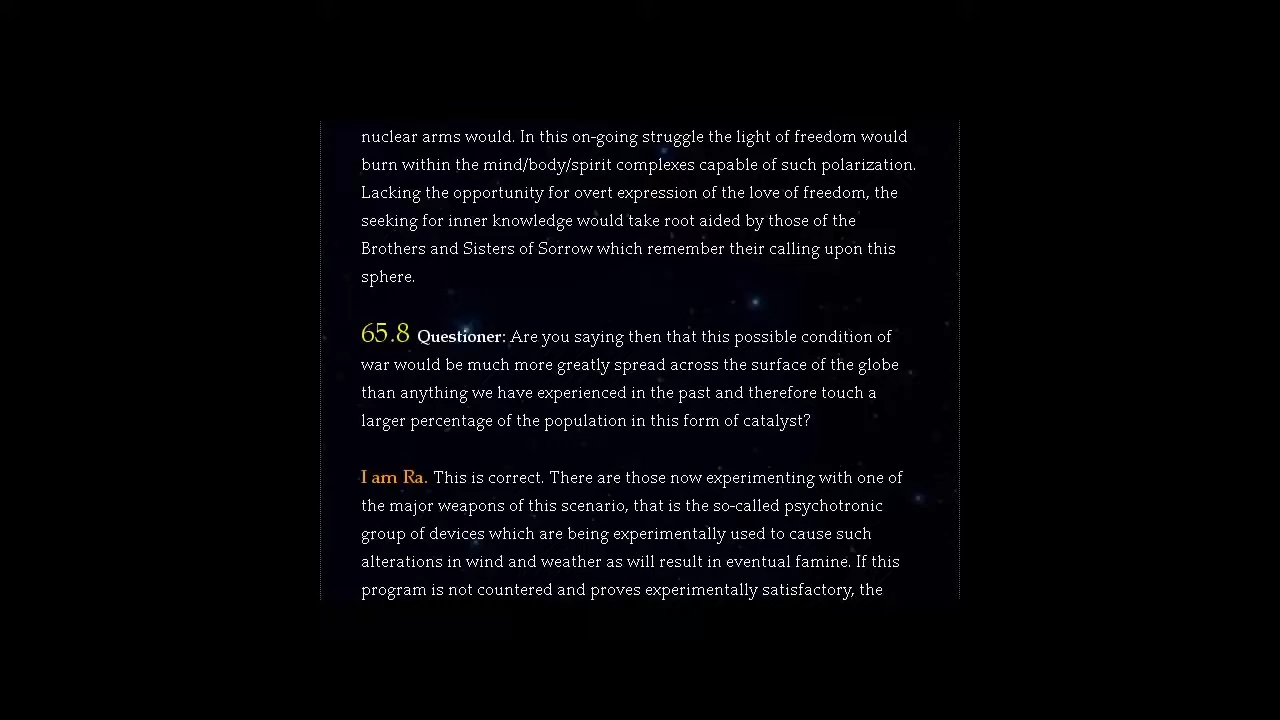 nuclear arms would. In this on-going struggle the light of freedom would
burn within the mind/body/spirit complexes capable of such polarization.
Lacking the opportunity for overt expression of the love of freedom, the
seeking for inner knowledge would take root aided by those of the
Brothers and Sisters of Sorrow which remember their calling upon this
sphere.
65.8 Questioner: Are you saying then that this possible condition of
war would be much more greatly spread across the surface of the globe
than anything we have experienced in the past and therefore touch a
larger percentage of the population in this form of catalyst?
I am Ra. This is correct. There are those now experimenting with one of
the major weapons of this scenario, that is the so-called psychotronic
group of devices which are being experimentally used to cause such
alterations in wind and weather as will result in eventual famine. If this
program is not countered and proves experimentally satisfactory, the